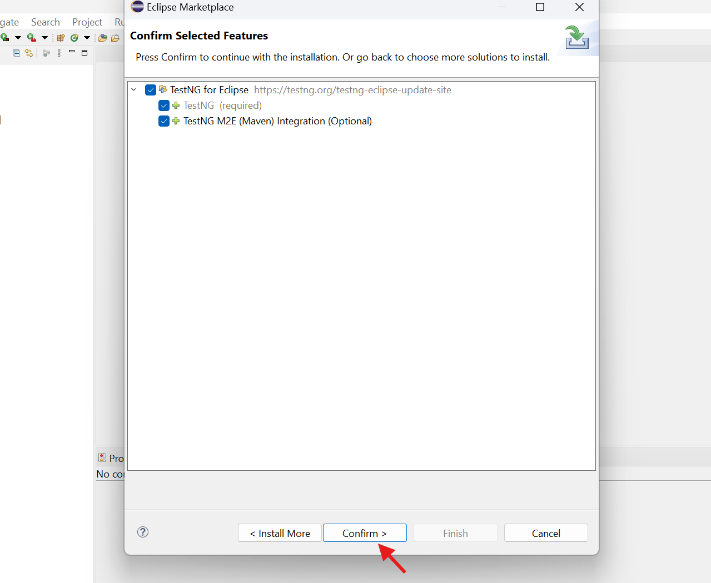 Eclipse Marketplace
gate Search Project Ru
Confirm Selected Features
Press Confirm to continue with the installation. Or go back to choose more solutions to install.
TestNG for Eclipse https://testng.org/testng-eclipse-update-site
TestNG (required)
TestNG M2E (Maven) Integration (Optional)
Pro
No co
< Install More Confirm > Finish Cancel